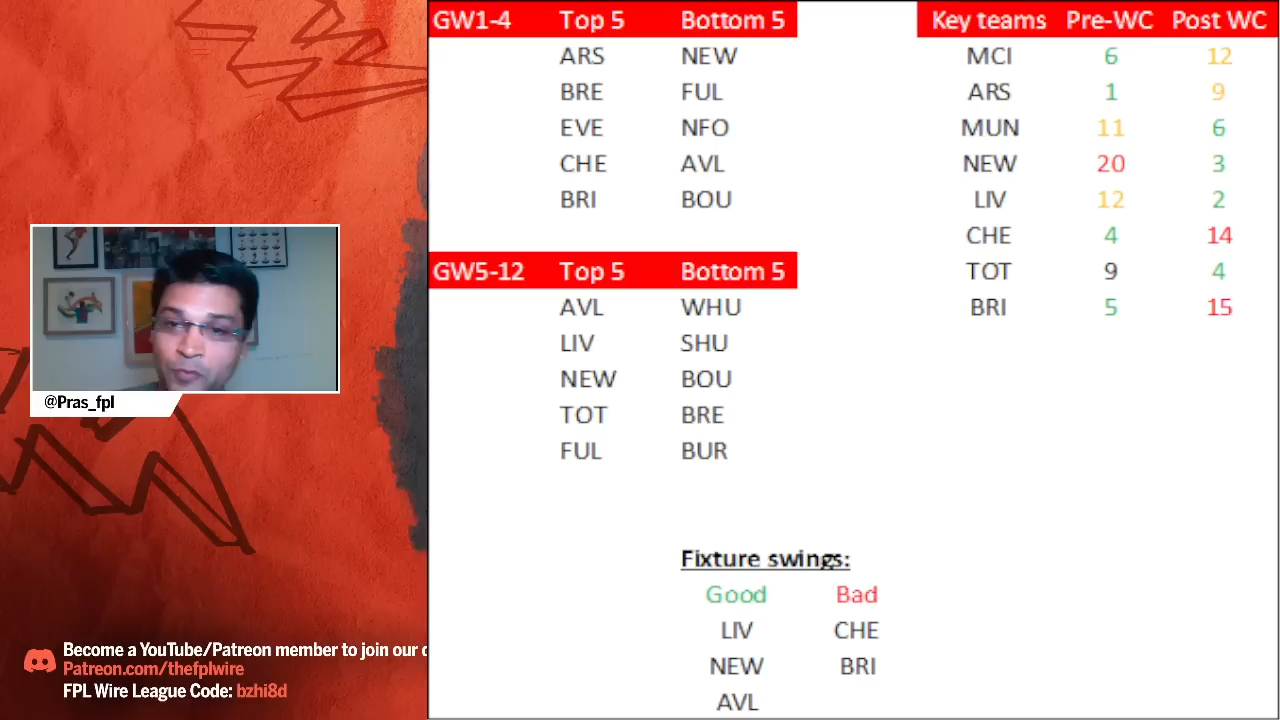 GW1-4 Top 5 Bottom 5
ARS NEW
BRE FUL
EVE NFO
CHE AVL
BRI BOU
GW5-12 Top 5 Bottom 5
AVL WHU
LIV SHU
NEW BOU
TOT BRE
FUL BUR
Key teams Pre-WC Post WC
MCI 6 12
ARS 1 9
MUN 11 6
NEW 20 3
LIV 12 2
CHE 4 14
TOT 9 4
BRI 5 15
Fixture swings:
Good Bad
LIV CHE
NEW BRI
AVL
@Pras_fpl
Become a YouTube/Patreon member to join our
Patreon.com/thefplwire
FPL Wire League Code: bzhi8d